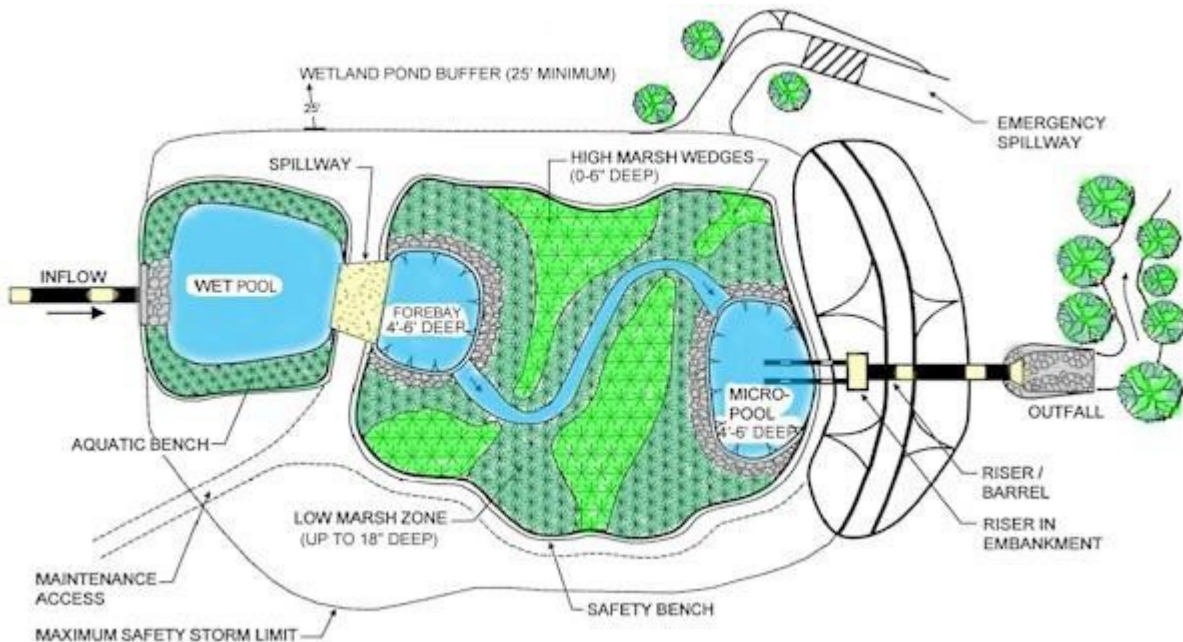 WETLAND POND BUFFER (25' MINIMUM)
25'
EMERGENCY
SPILLWAY
SPILLWAY
HIGH MARSH WEDGES
(0-6" DEEP)
INFLOW
WET POOL
FOREBAY
4'-6' DEEP
MICRO-
POOL
4'-6' DEEP
OUTFALL
AQUATIC BENCH
RISER /
BARREL
LOW MARSH ZONE
(UP TO 18" DEEP)
RISER IN
EMBANKMENT
MAINTENANCE
ACCESS
SAFETY BENCH
MAXIMUM SAFETY STORM LIMIT